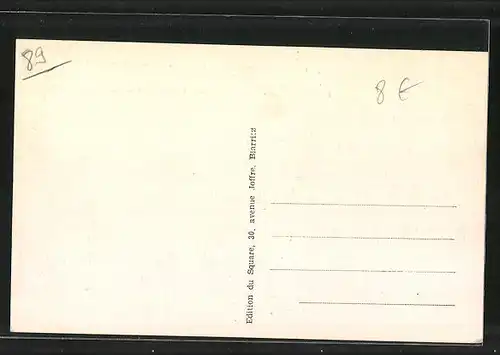 89
8 €
Edition du Square, 30, avenue Joffre, Biarritz